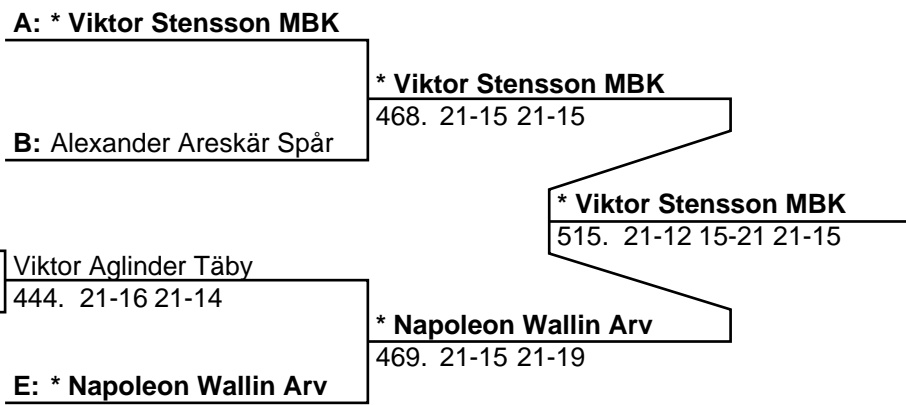 A: * Viktor Stensson MBK
* Viktor Stensson MBK
468. 21-15 21-15
B: Alexander Areskär Spår
* Viktor Stensson MBK
515. 21-12 15-21 21-15
Viktor Aglinder Täby
444. 21-16 21-14
* Napoleon Wallin Arv
469. 21-15 21-19
E: * Napoleon Wallin Arv